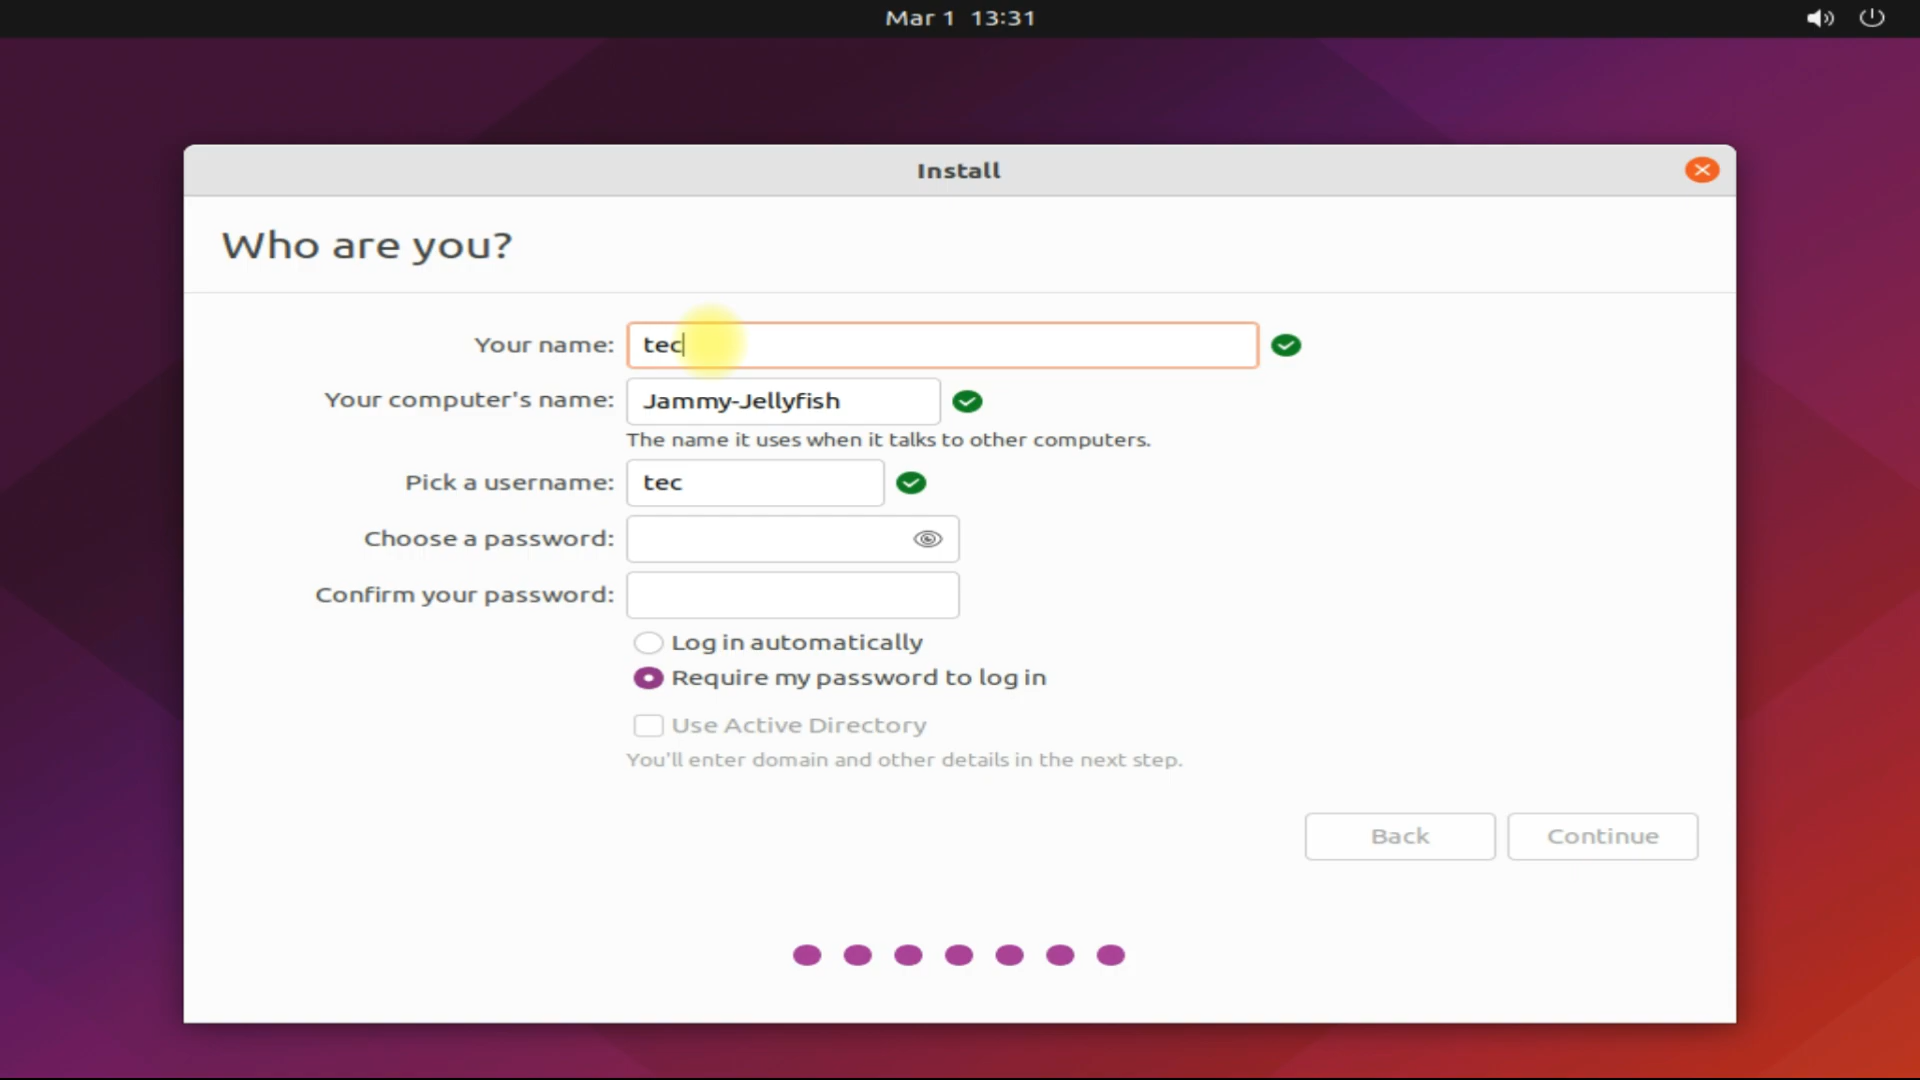 Mar 1 13:31
Install
Who are you?
Your name: tec
Your computer's name: Jammy-Jellyfish
The name it uses when it talks to other computers.
Pick a username: tec
Choose a password:
Confirm your password:
Log in automatically
Require my password to log in
Use Active Directory
You'll enter domain and other details in the next step.
Back Continue